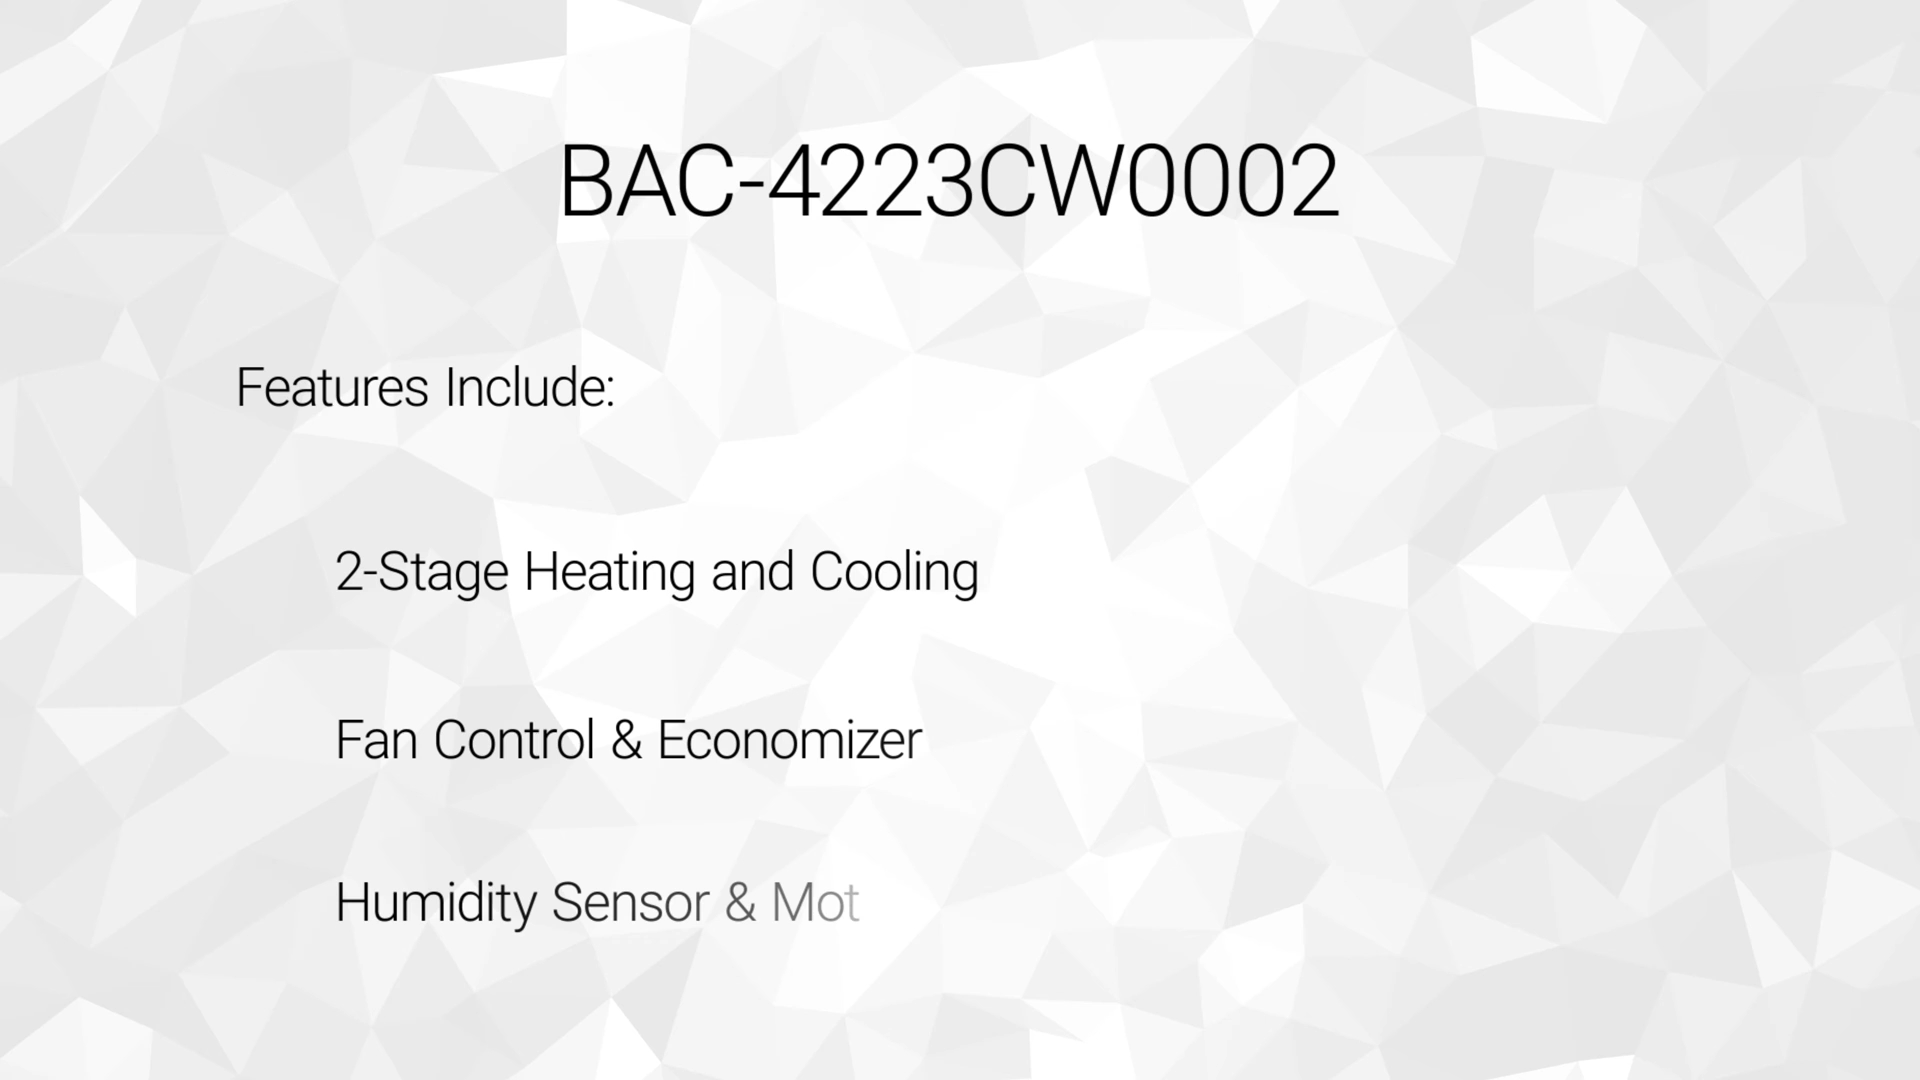 BAC-4223CW0002
Features Include:
2-Stage Heating and Cooling
Fan Control & Economizer
Humidity Sensor & Mot